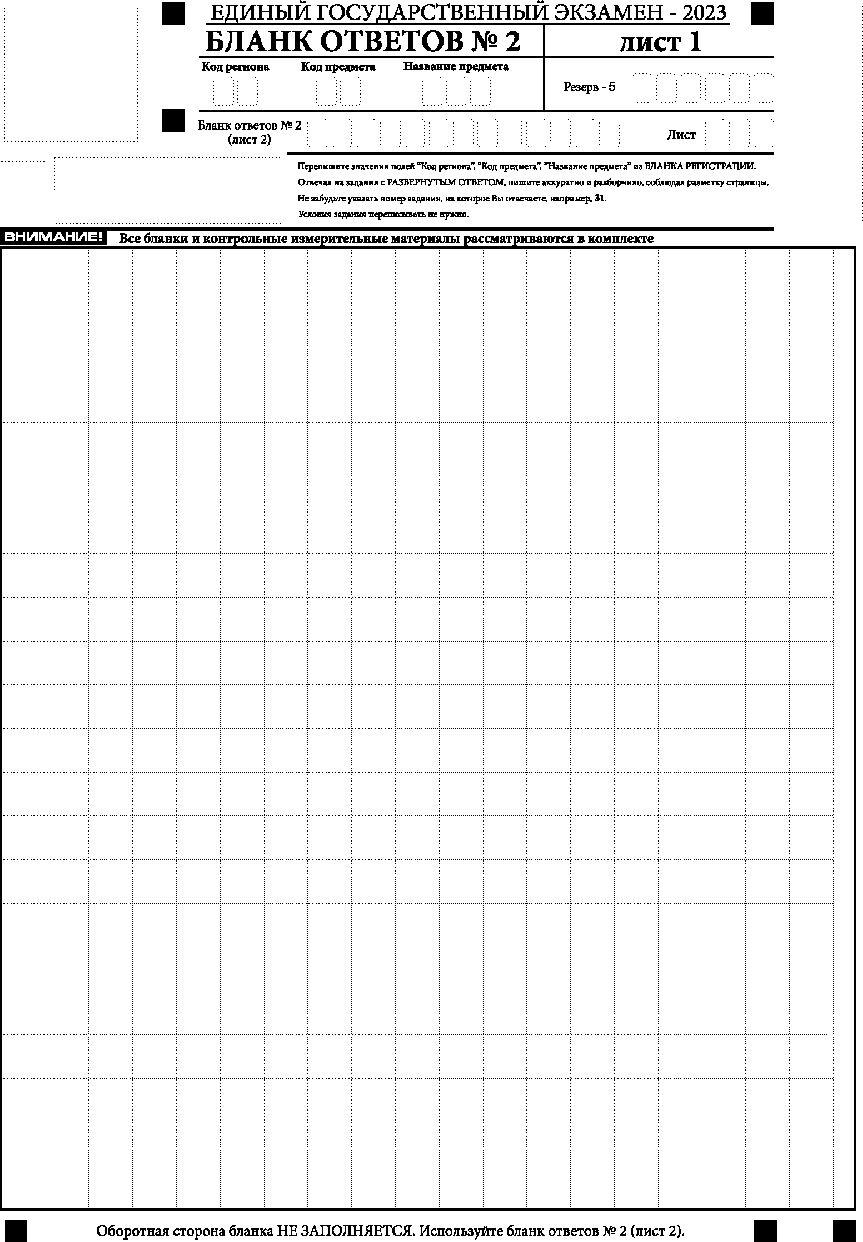 ЕДИНЫЙ ГОСУДАРСТВЕННЫЙ ЭКЗАМЕН - 2023
БЛАНК ОТВЕТОВ № 2 лист 1
Код региона Код предмета Название предмета
Резерв - 5
Бланк ответов № 2
(лист 2)
Лист
Перепишите значения полей "Код региона", "Код предмета", "Название предмета" из БЛАНКА РЕГИСТРАЦИИ.
Отвечая на задания с РАЗВЕРНУТЫМ ОТВЕТОМ, пишите аккуратно и разборчиво, соблюдая разметку страницы.
Не забудьте указать номер задания, на которое Вы отвечаете, например, 31.
Условия задания переписывать не нужно.
ВНИМАНИЕ! Все бланки и контрольные измерительные материалы рассматриваются в комплекте
Оборотная сторона бланка НЕ ЗАПОЛНЯЕТСЯ. Используйте бланк ответов № 2 (лист 2).